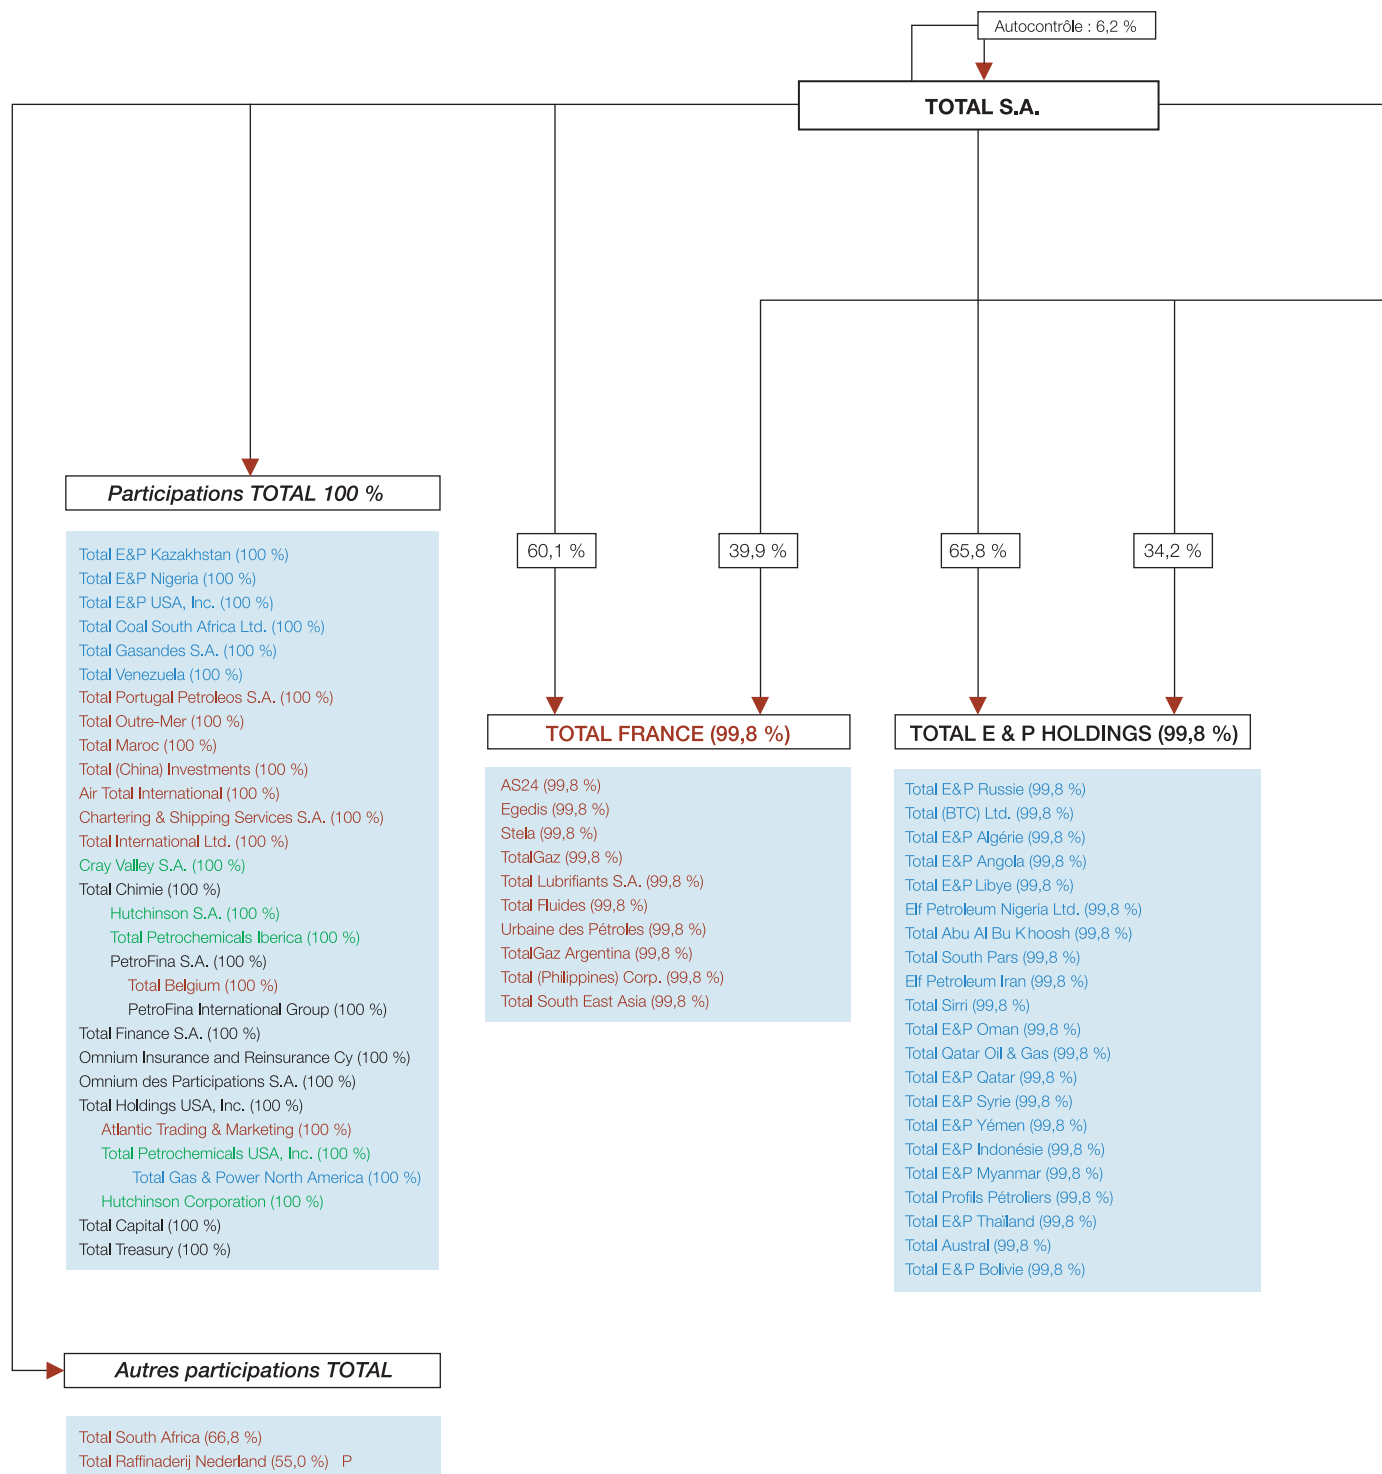 Autocontrôle : 6,2 %
TOTAL S.A.
Participations TOTAL 100 %
Total E&P Kazakhstan (100 %)
Total E&P Nigeria (100 %)
Total E&P USA, Inc. (100 %)
Total Coal South Africa Ltd. (100 %)
Total Gasandes S.A. (100 %)
Total Venezuela (100 %)
Total Portugal Petroleos S.A. (100 %)
Total Outre-Mer (100 %)
Total Maroc (100 %)
Total (China) Investments (100 %)
Air Total International (100 %)
Chartering & Shipping Services S.A. (100 %)
Total International Ltd. (100 %)
Cray Valley S.A. (100 %)
Total Chimie (100 %)
Hutchinson S.A. (100 %)
Total Petrochemicals Iberica (100 %)
PetroFina S.A. (100 %)
Total Belgium (100 %)
PetroFina International Group (100 %)
Total Finance S.A. (100 %)
Omnium Insurance and Reinsurance Cy (100 %)
Omnium des Participations S.A. (100 %)
Total Holdings USA, Inc. (100 %)
Atlantic Trading & Marketing (100 %)
Total Petrochemicals USA, Inc. (100 %)
Total Gas & Power North America (100 %)
Hutchinson Corporation (100 %)
Total Capital (100 %)
Total Treasury (100 %)
Autres participations TOTAL
Total South Africa (66,8 %)
Total Raffinaderij Nederland (55,0 %) P
60,1 %
39,9 %
TOTAL FRANCE (99,8 %)
AS24 (99,8 %)
Egedis (99,8 %)
Stela (99,8 %)
TotalGaz (99,8 %)
Total Lubrifiants S.A. (99,8 %)
Total Fluides (99,8 %)
Urbaine des Pétroles (99,8 %)
TotalGaz Argentina (99,8 %)
Total (Philippines) Corp. (99,8 %)
Total South East Asia (99,8 %)
65,8 %
34,2 %
TOTAL E & P HOLDINGS (99,8 %)
Total E&P Russie (99,8 %)
Total (BTC) Ltd. (99,8 %)
Total E&P Algérie (99,8 %)
Total E&P Angola (99,8 %)
Total E&P Libye (99,8 %)
Elf Petroleum Nigeria Ltd. (99,8 %)
Total Abu Al Bu Khoosh (99,8 %)
Total South Pars (99,8 %)
Elf Petroleum Iran (99,8 %)
Total Sirri (99,8 %)
Total E&P Oman (99,8 %)
Total Qatar Oil & Gas (99,8 %)
Total E&P Qatar (99,8 %)
Total E&P Syrie (99,8 %)
Total E&P Yémen (99,8 %)
Total E&P Indonésie (99,8 %)
Total E&P Myanmar (99,8 %)
Total Profils Pétroliers (99,8 %)
Total E&P Thaïland (99,8 %)
Total Austral (99,8 %)
Total E&P Bolivie (99,8 %)